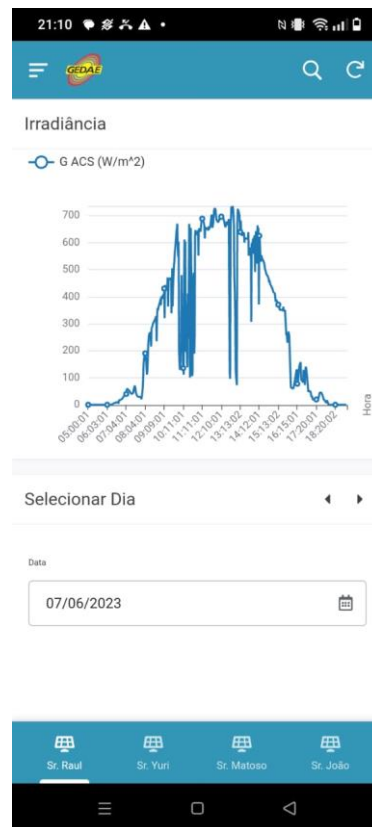 21:10
GEDAE
Irradiância
G ACS (W/m^2)
700
600
500
400
300
200
100
0
05:00:01 06:03:01 07:04:01 08:04:01 09:09:01 10:11:01 11:11:01 12:10:01 13:13:02 14:12:01 15:13:02 16:15:01 17:20:01 18:20:02
Hora
Selecionar Dia
Data
07/06/2023
Sr. Raul Sr. Yuri Sr. Matoso Sr. João